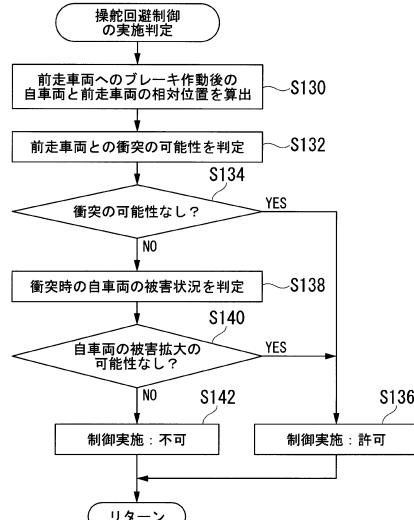 操舵回避制御
の実施判定
前走車両へのブレーキ作動後の
自車両と前走車両の相対位置を算出
S130
前走車両との衝突の可能性を判定
S132
S134
衝突の可能性なし？
YES
NO
衝突時の自車両の被害状況を判定
S138
S140
自車両の被害拡大の
可能性なし？
YES
NO
S142
S136
制御実施：不可
制御実施：許可
リターン